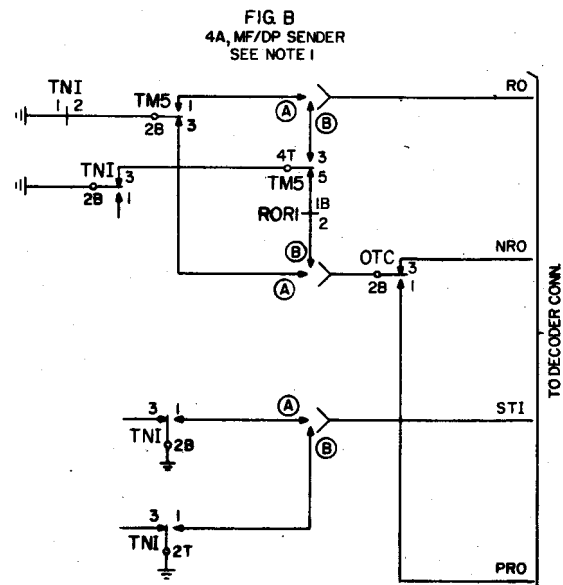 FIG. B
4A, MF/DP SENDER
SEE NOTE 1
TN1
1 2
TM5
2B
1
3
A
B
RO
TN1
3
2B
1
4T
3
5
TM5
ROR1
1B
2
B
A
OTC
2B
3
1
NRO
TO DECODER CONN.
3 1
TN1
2B
A
B
ST1
3 1
TN1
2T
PRO